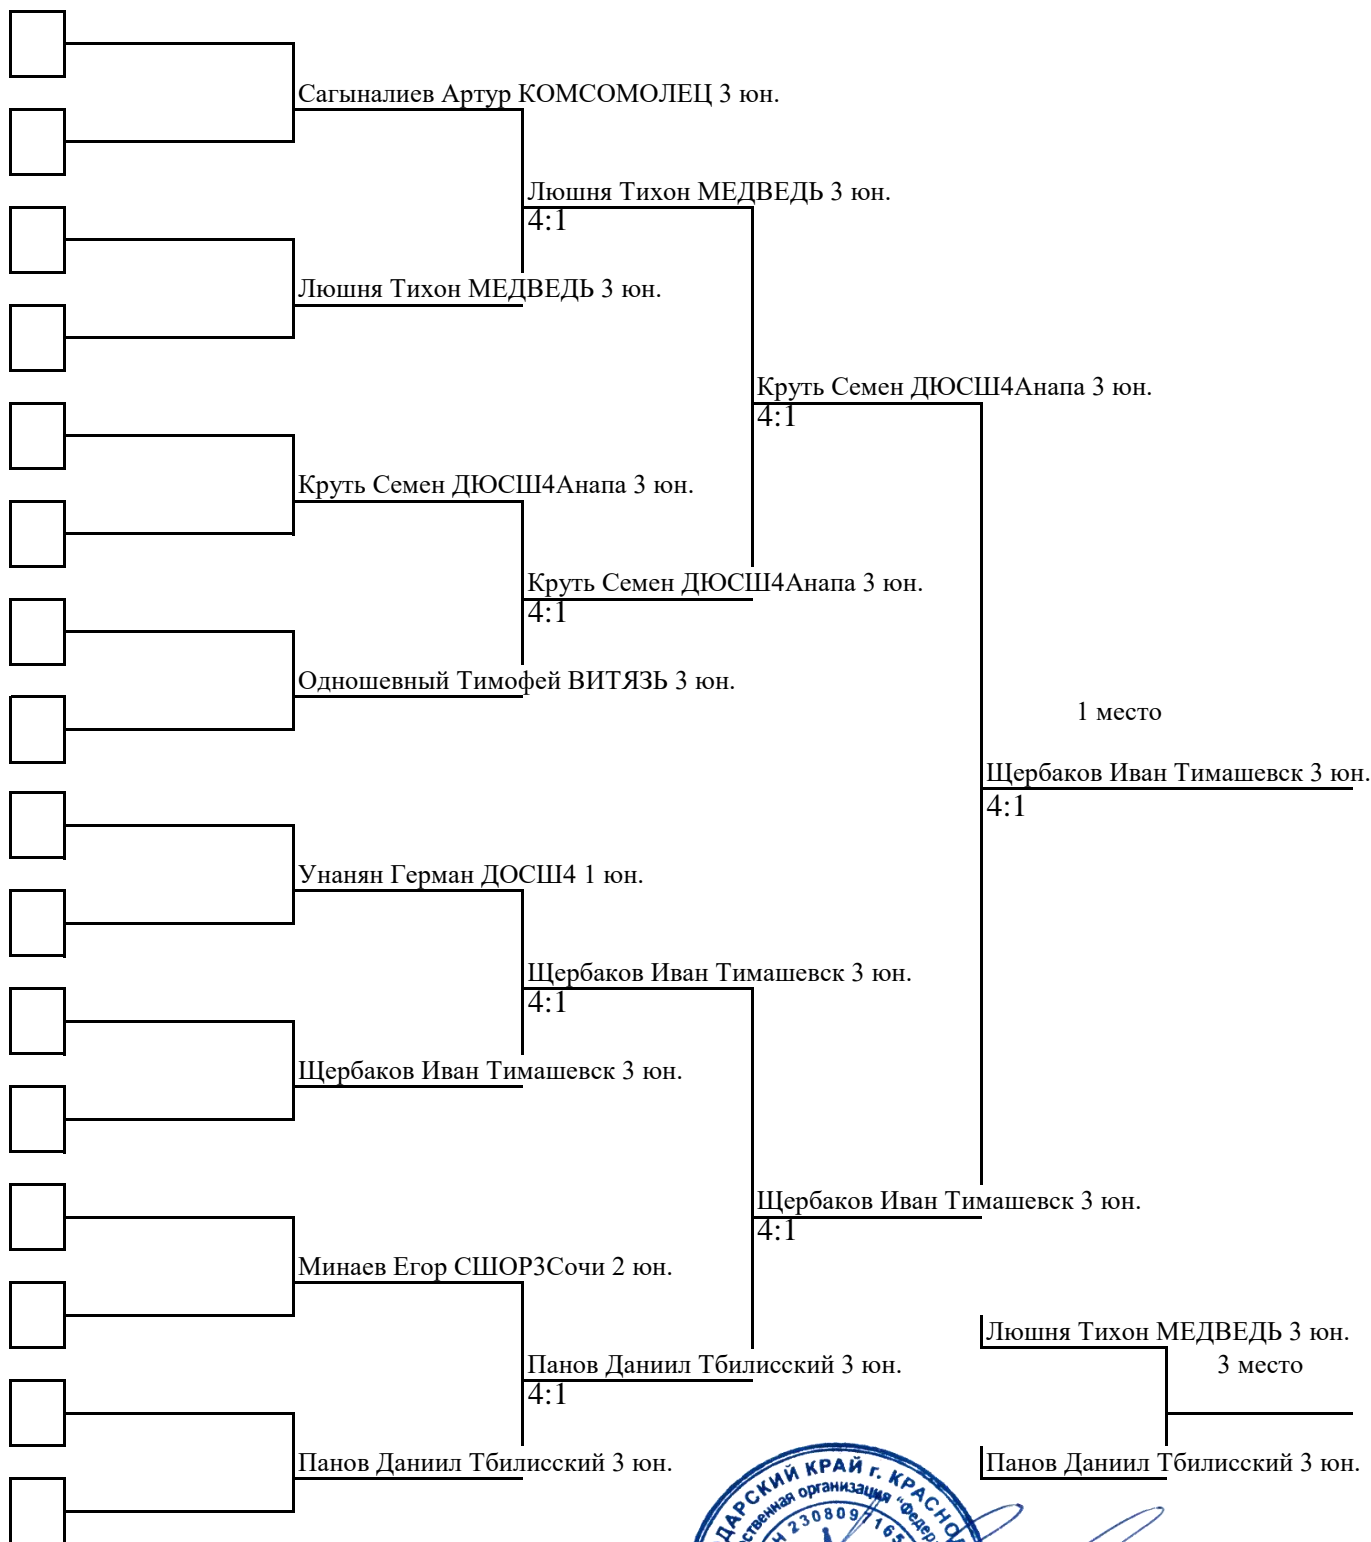 Сагыналиев Артур КОМСОМОЛЕЦ 3 юн.
Люшня Тихон МЕДВЕДЬ 3 юн.
4:1
Люшня Тихон МЕДВЕДЬ 3 юн.
Круть Семен ДЮСШ4Анапа 3 юн.
4:1
Круть Семен ДЮСШ4Анапа 3 юн.
Круть Семен ДЮСШ4Анапа 3 юн.
4:1
Одношевный Тимофей ВИТЯЗЬ 3 юн.
1 место
Щербаков Иван Тимашевск 3 юн.
4:1
Унанян Герман ДОСШ4 1 юн.
Щербаков Иван Тимашевск 3 юн.
4:1
Щербаков Иван Тимашевск 3 юн.
Щербаков Иван Тимашевск 3 юн.
4:1
Минаев Егор СШОР3Сочи 2 юн.
Люшня Тихон МЕДВЕДЬ 3 юн.
Панов Даниил Тбилисский 3 юн.
3 место
4:1
Панов Даниил Тбилисский 3 юн.
Панов Даниил Тбилисский 3 юн.
КРАЙ г.
организация